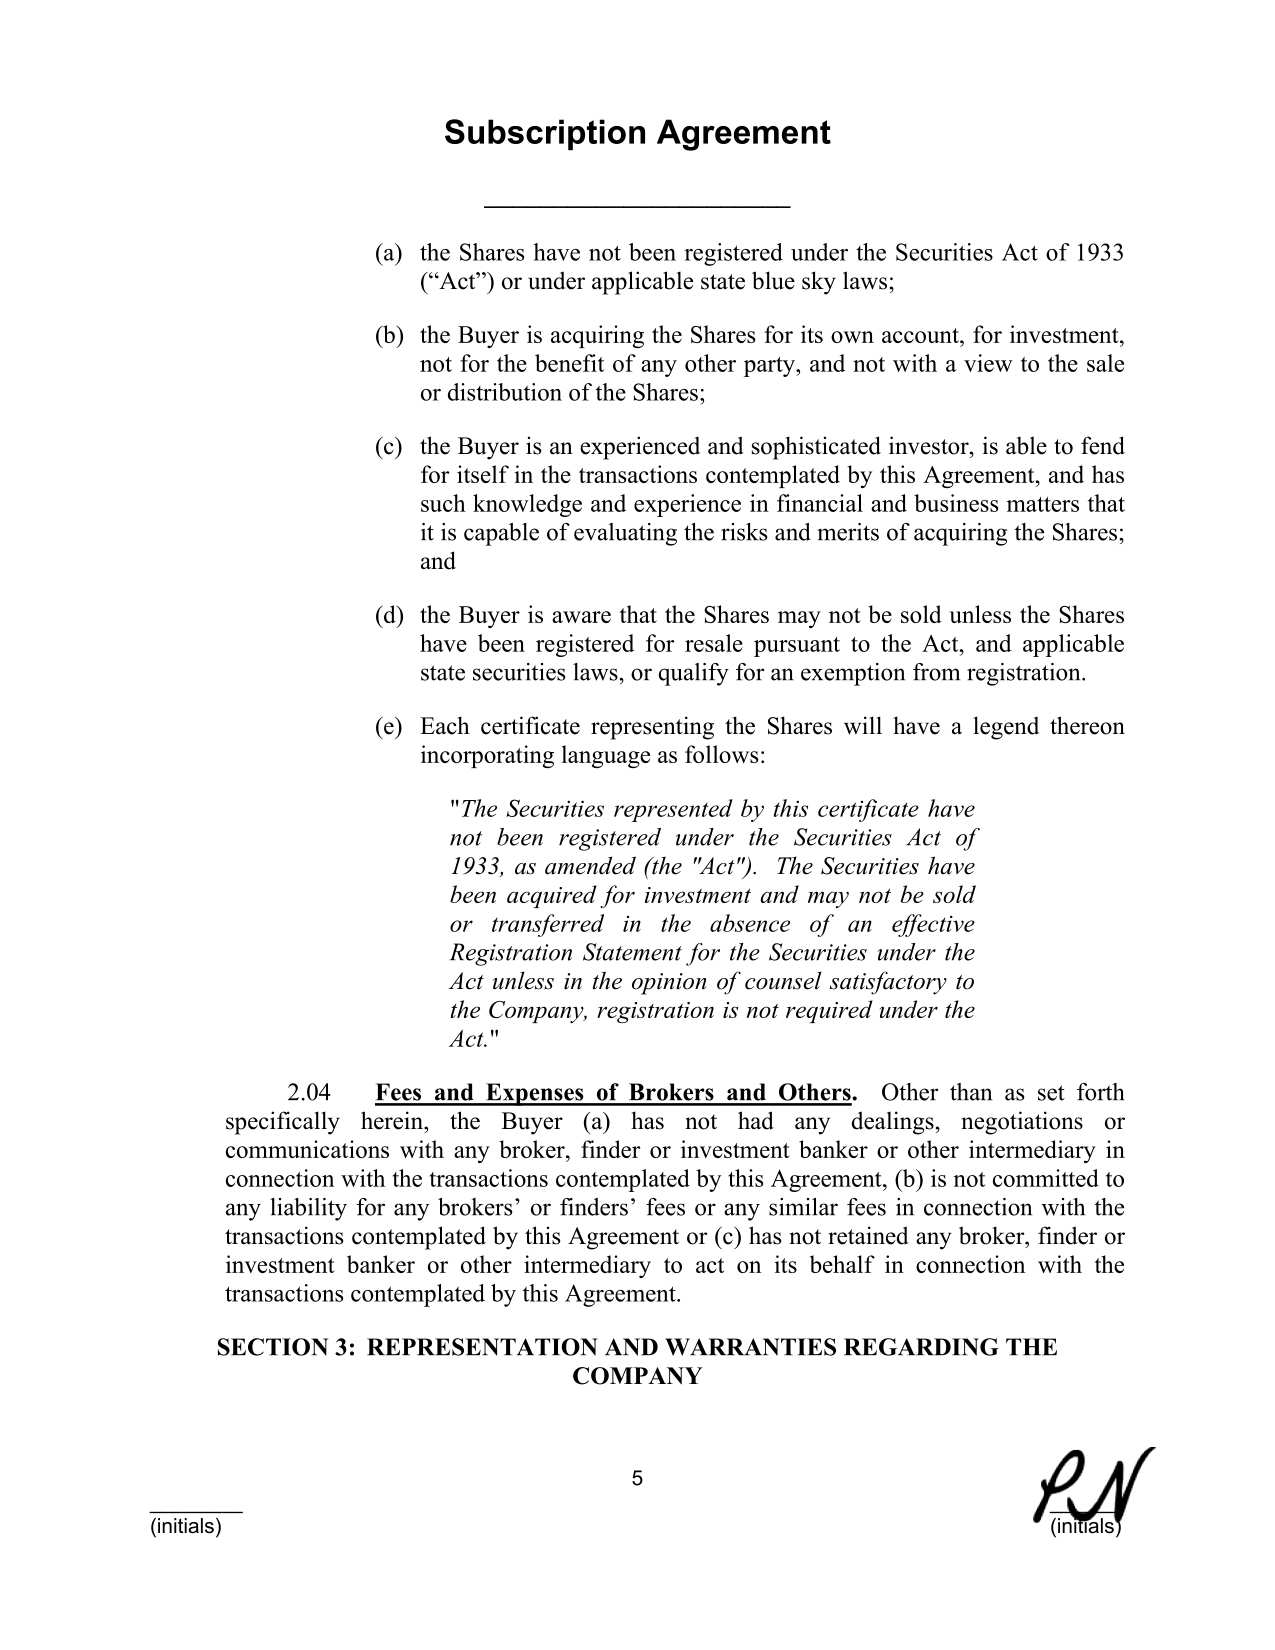 Subscription Agreement
(a) the Shares have not been registered under the Securities Act of 1933
(“Act”) or under applicable state blue sky laws;
(b) the Buyer is acquiring the Shares for its own account, for investment,
not for the benefit of any other party, and not with a view to the sale
or distribution of the Shares;
(c) the Buyer is an experienced and sophisticated investor, is able to fend
for itself in the transactions contemplated by this Agreement, and has
such knowledge and experience in financial and business matters that
it is capable of evaluating the risks and merits of acquiring the Shares;
and
(d) the Buyer is aware that the Shares may not be sold unless the Shares
have been registered for resale pursuant to the Act, and applicable
state securities laws, or qualify for an exemption from registration.
(e) Each certificate representing the Shares will have a legend thereon
incorporating language as follows:
"The Securities represented by this certificate have
not been registered under the Securities Act of
1933, as amended (the "Act"). The Securities have
been acquired for investment and may not be sold
or transferred in the absence of an effective
Registration Statement for the Securities under the
Act unless in the opinion of counsel satisfactory to
the Company, registration is not required under the
Act."
2.04 Fees and Expenses of Brokers and Others. Other than as set forth
specifically herein, the Buyer (a) has not had any dealings, negotiations or
communications with any broker, finder or investment banker or other intermediary in
connection with the transactions contemplated by this Agreement, (b) is not committed to
any liability for any brokers’ or finders’ fees or any similar fees in connection with the
transactions contemplated by this Agreement or (c) has not retained any broker, finder or
investment banker or other intermediary to act on its behalf in connection with the
transactions contemplated by this Agreement.
SECTION 3: REPRESENTATION AND WARRANTIES REGARDING THE
COMPANY
5
PN
(initials) (initials)